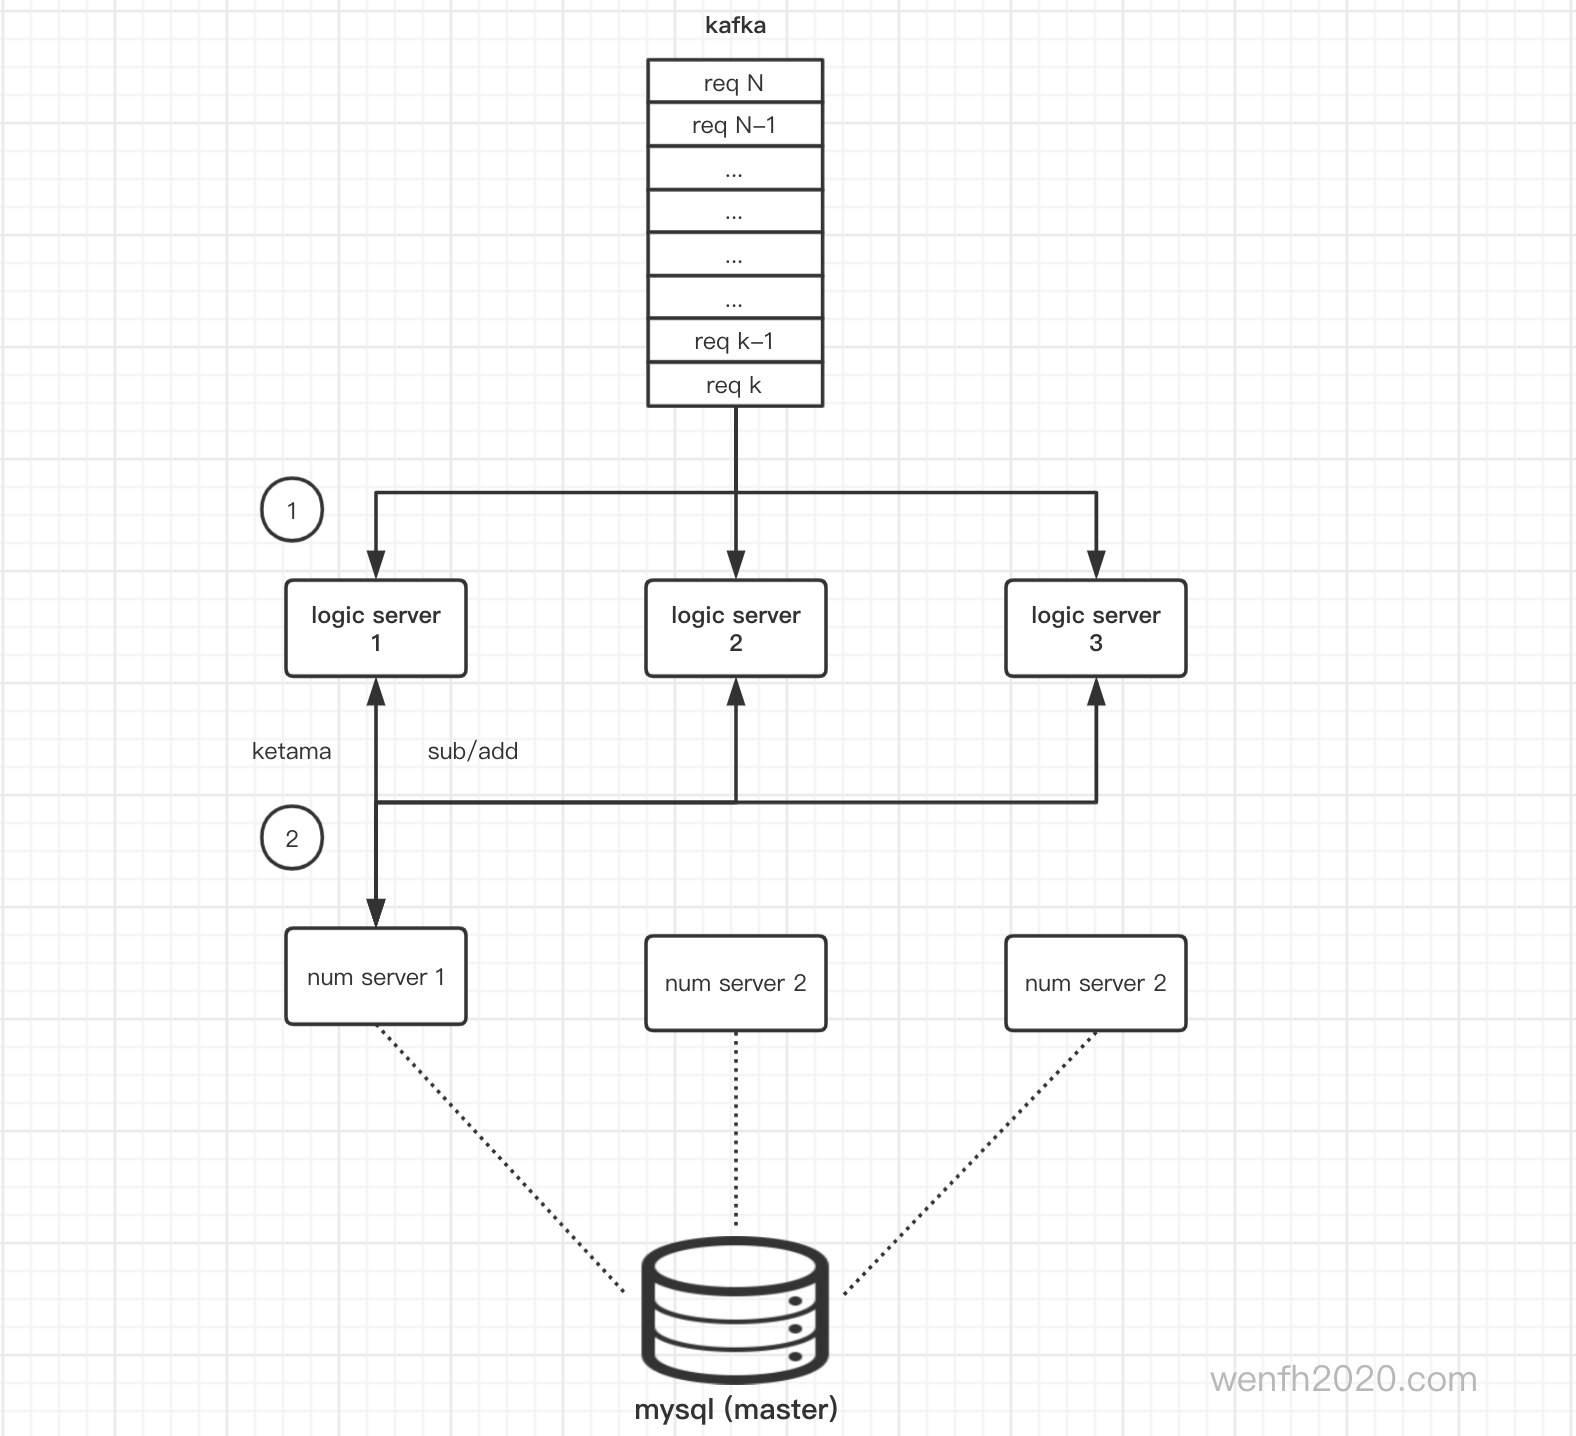 kafka
req N
req N–1
...
...
...
...
req k–1
req k
1
logic server
1
logic server
2
logic server
3
ketama
sub/add
2
num server 1
num server 2
num server 2
mysql (master)
wenfh2020.com